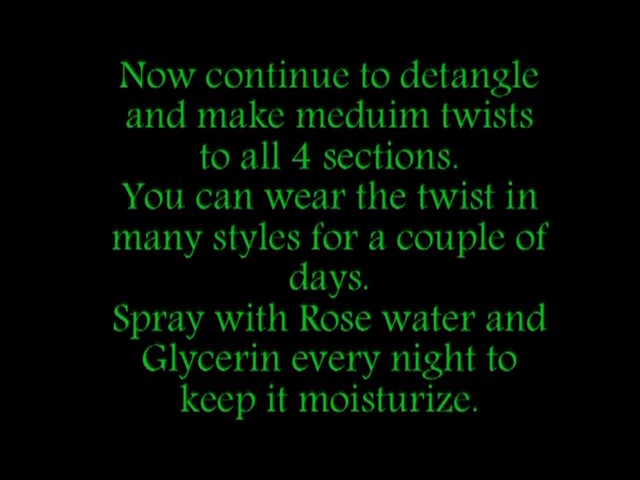 Now continue to detangle
and make meduim twists
to all 4 sections.
You can wear the twist in
many styles for a couple of
days.
Spray with Rose water and
Glycerin every night to
keep it moisturize.